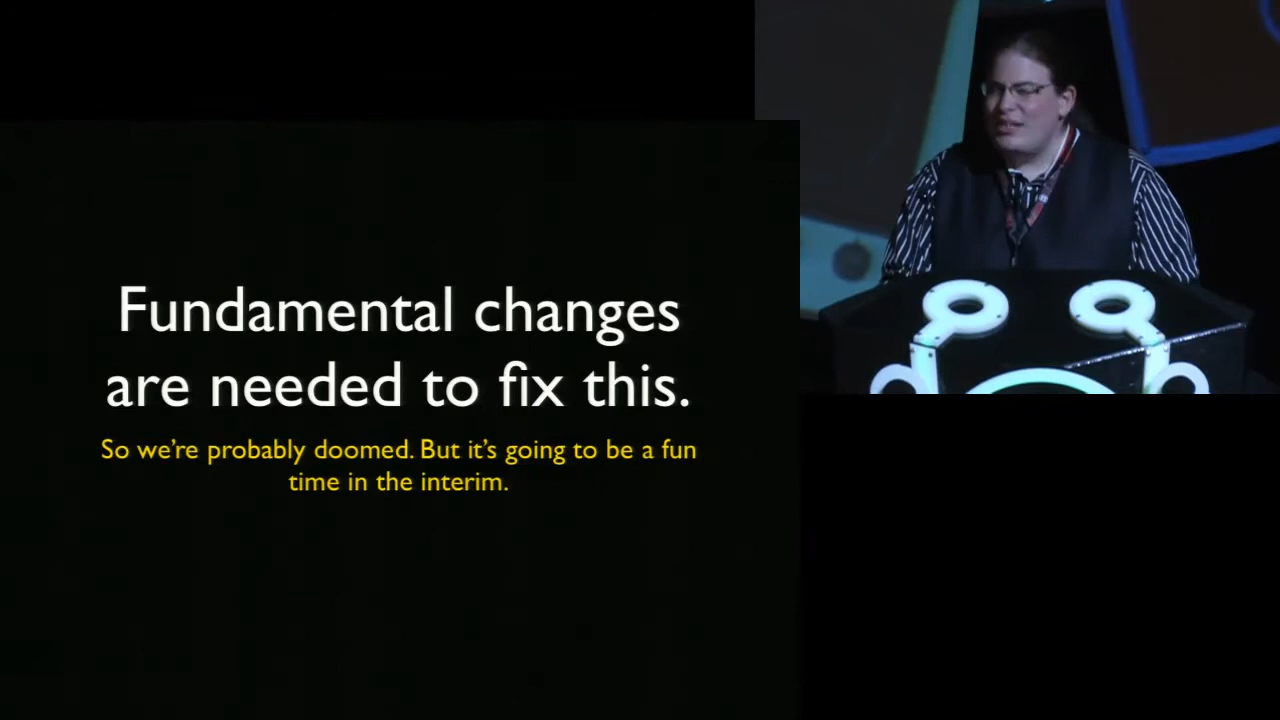 Fundamental changes
are needed to fix this.
So we're probably doomed. But it's going to be a fun
time in the interim.